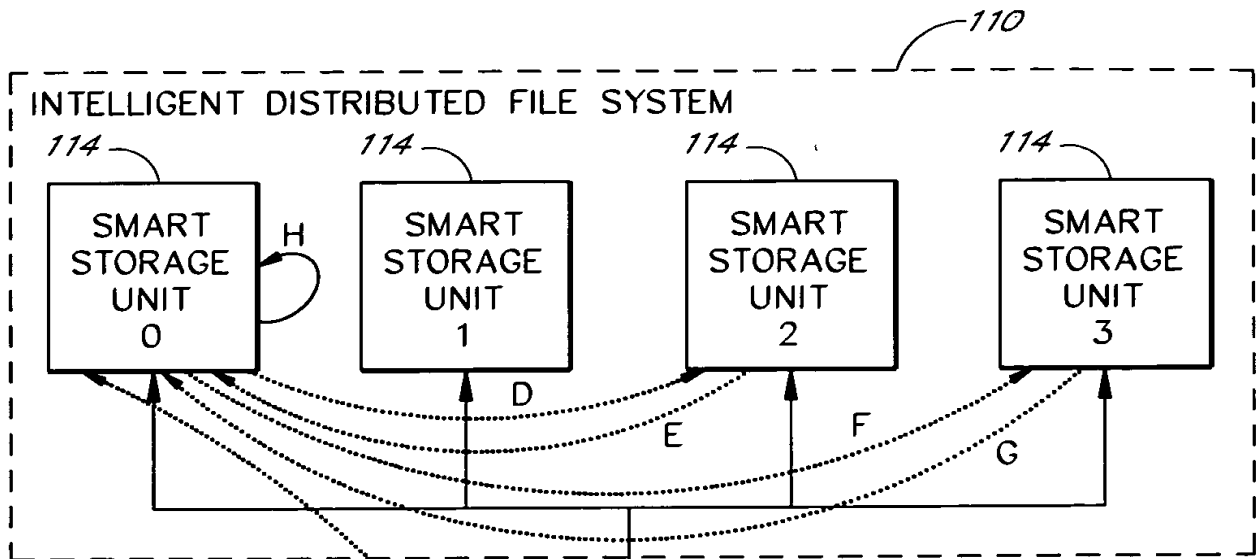 110
INTELLIGENT DISTRIBUTED FILE SYSTEM
114
114
114
114
SMART
STORAGE
UNIT
0
H
SMART
STORAGE
UNIT
1
SMART
STORAGE
UNIT
2
SMART
STORAGE
UNIT
3
D
E
F
G